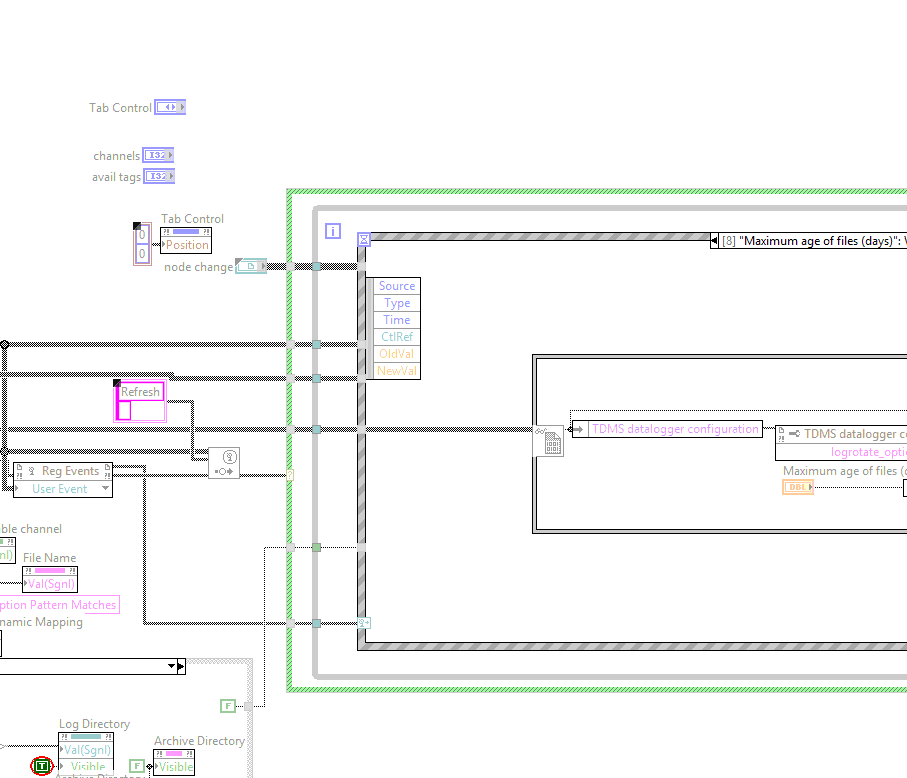 Tab Control
channels I32
avail tags I32
Tab Control
0 Position
0
i
[8] "Maximum age of files (days)": V
node change
Source
Type
Time
CtlRef
OldVal
NewVal
Refresh
TDMS datalogger configuration
TDMS datalogger co
logrotate_optio
Reg Events
User Event
Maximum age of files (d
DBL
ble channel
File Name
Val(Sgnl)
ption Pattern Matches
namic Mapping
F
Log Directory
Val(Sgnl)
Visible
T
Archive Directory
F Visible